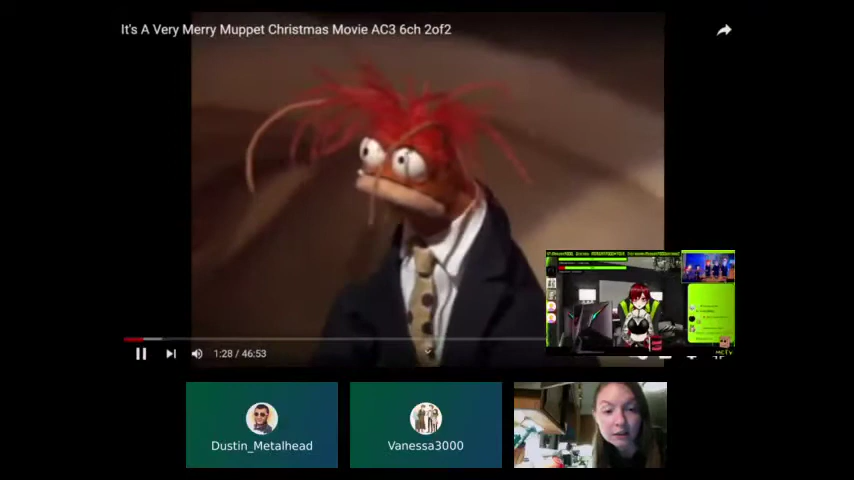 It's A Very Merry Muppet Christmas Movie AC3 6ch 2of2
1:28 / 46:53
Dustin_Metalhead
Vanessa3000